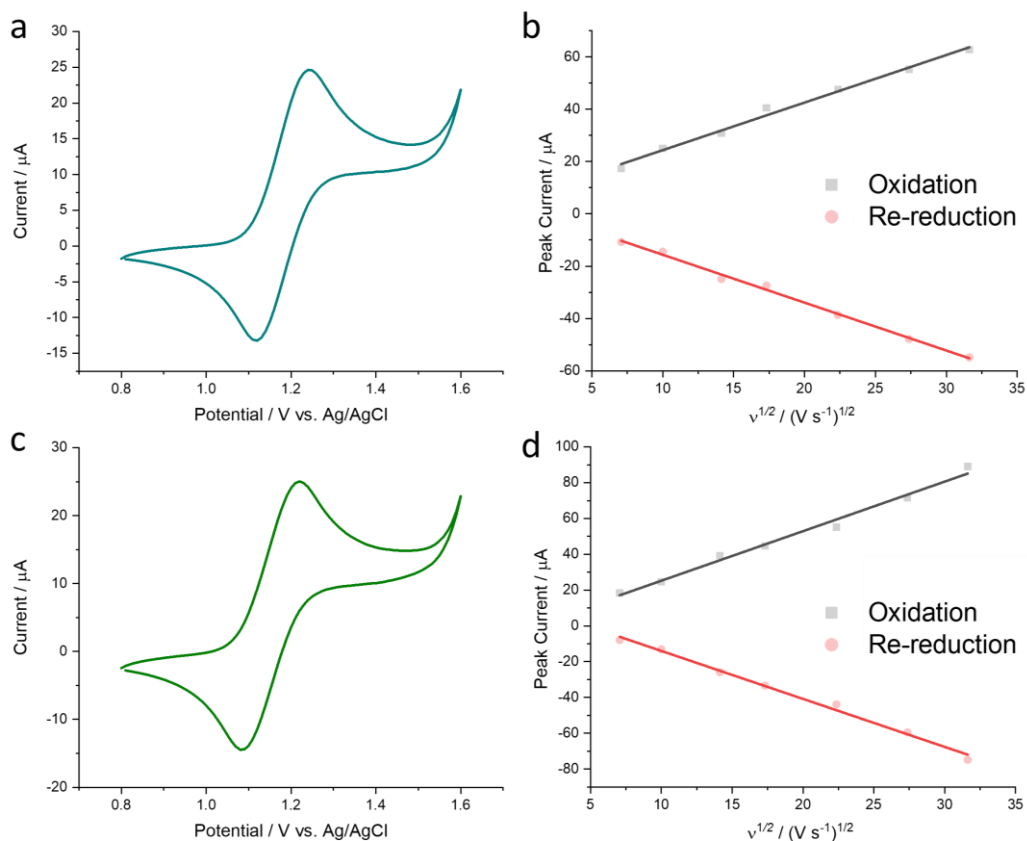 a
30
25
20
15
10
5
0
-5
-10
-15
Current / μA
0.8 1.0 1.2 1.4 1.6
Potential / V vs. Ag/AgCl
b
60
40
20
0
-20
-40
-60
Peak Current / μA
Oxidation
Re-reduction
5 10 15 20 25 30 35
ν1/2 / (V s-1)1/2
c
30
20
10
0
-10
-20
Current / μA
0.8 1.0 1.2 1.4 1.6
Potential / V vs. Ag/AgCl
d
100
80
60
40
20
0
-20
-40
-60
-80
Peak Current / μA
Oxidation
Re-reduction
5 10 15 20 25 30 35
ν1/2 / (V s-1)1/2